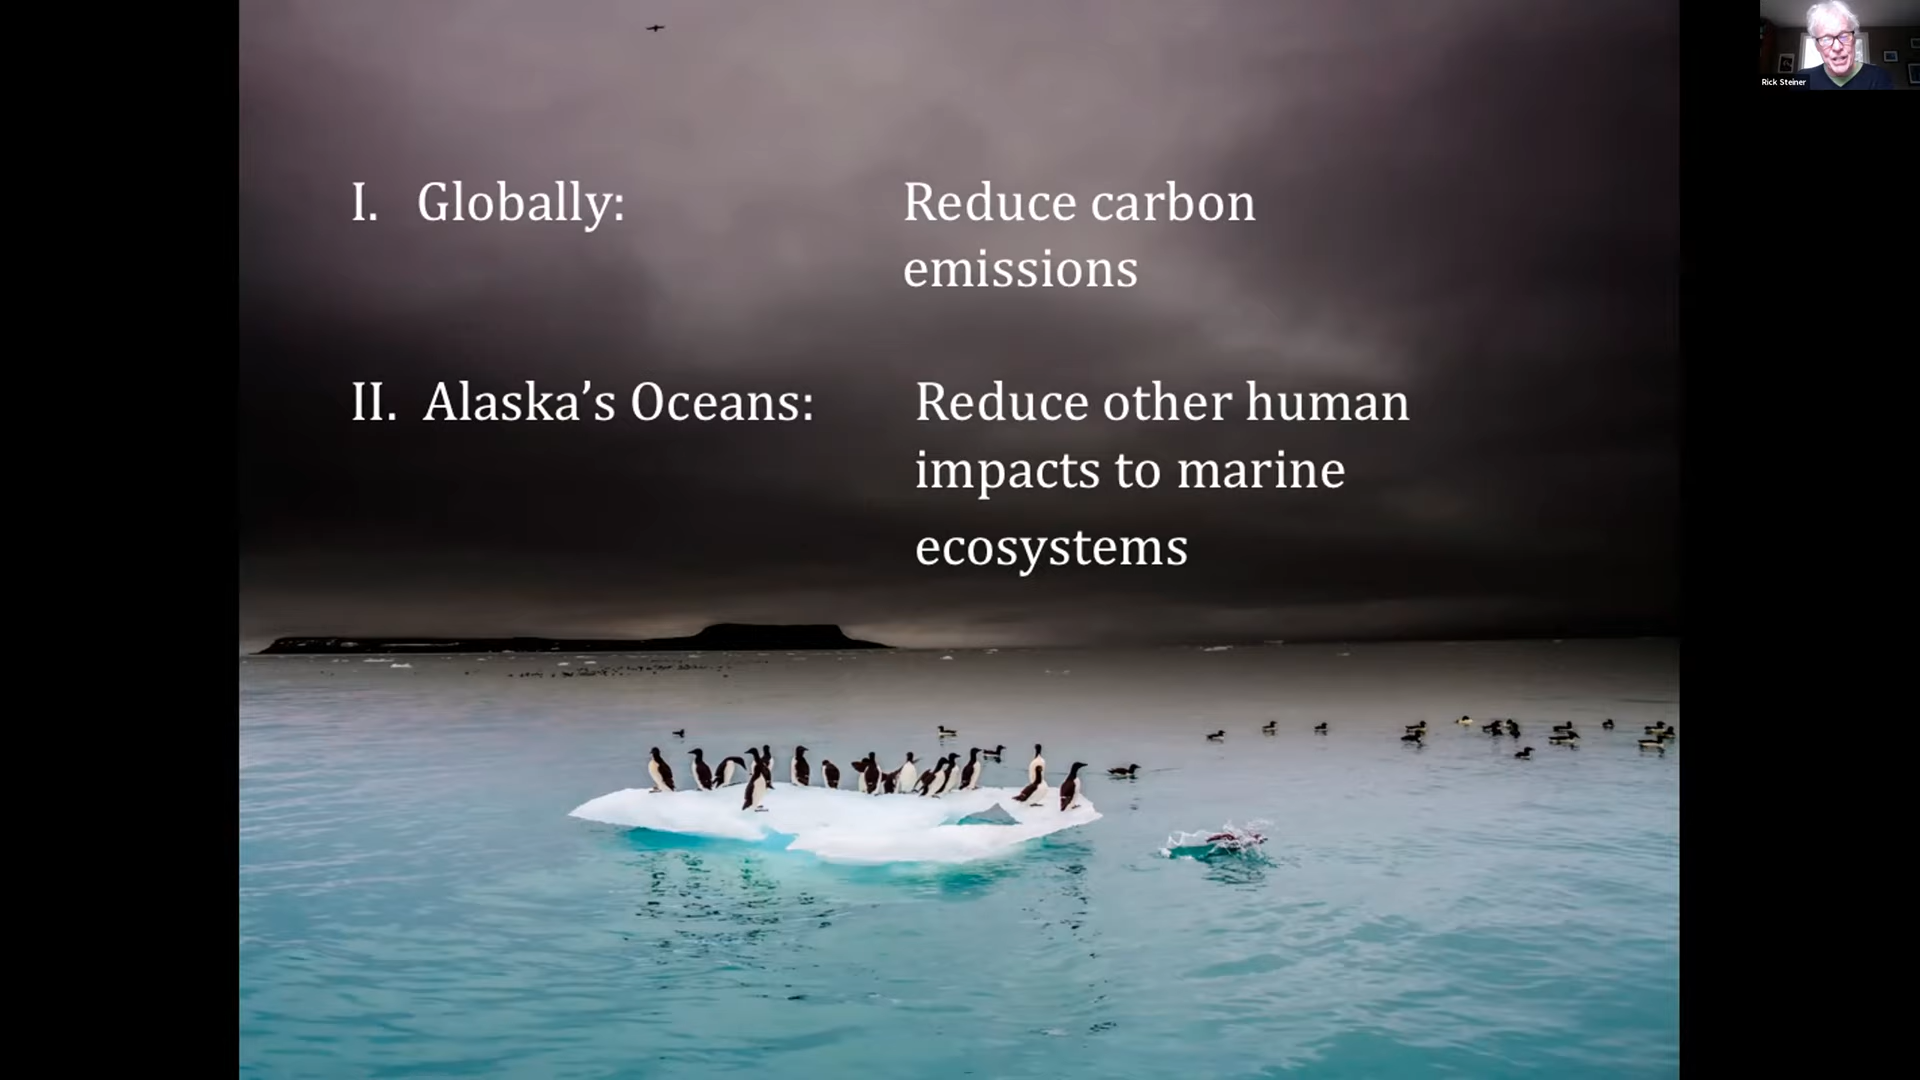 Rick Steiner
I. Globally: Reduce carbon
emissions
II. Alaska’s Oceans: Reduce other human
impacts to marine
ecosystems